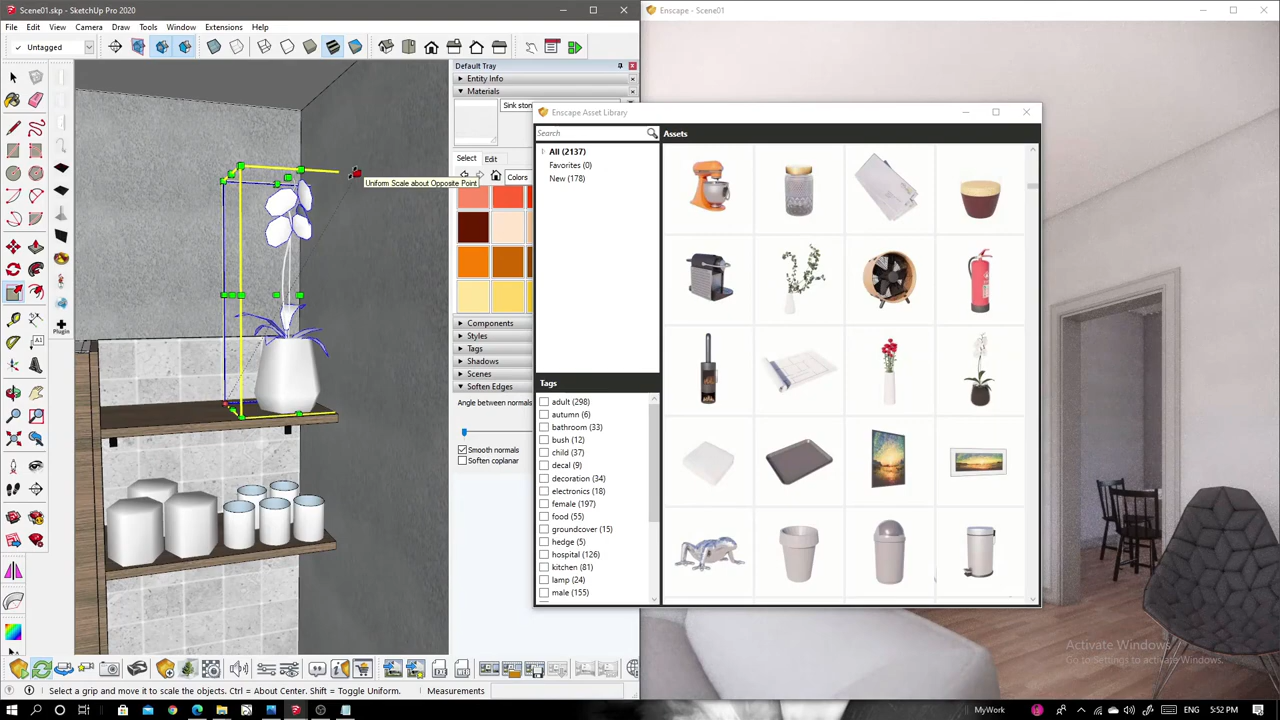 Scene01.skp - SketchUp Pro 2020
Enscape - Scene01
File Edit View Camera Draw Tools Window Extensions Help
Untagged
Default Tray
Entity Info
Materials
Sink ston
Select Edit
Colors
Uniform Scale about Opposite Point
Plugin
Components
Styles
Tags
Shadows
Scenes
Soften Edges
Angle between normals
Smooth normals
Soften coplanar
Enscape Asset Library
Search
All (2137)
Favorites (0)
New (178)
Assets
Tags
adult (298)
autumn (6)
bathroom (33)
bush (12)
child (37)
decal (9)
decoration (34)
electronics (18)
female (197)
food (55)
groundcover (15)
hedge (5)
hospital (126)
kitchen (81)
lamp (24)
male (155)
Activate Windows
Go to Settings to activate Windows.
Select a grip and move it to scale the objects. Ctrl = About Center. Shift = Toggle Uniform.
Measurements
MyWork
ENG
5:52 PM